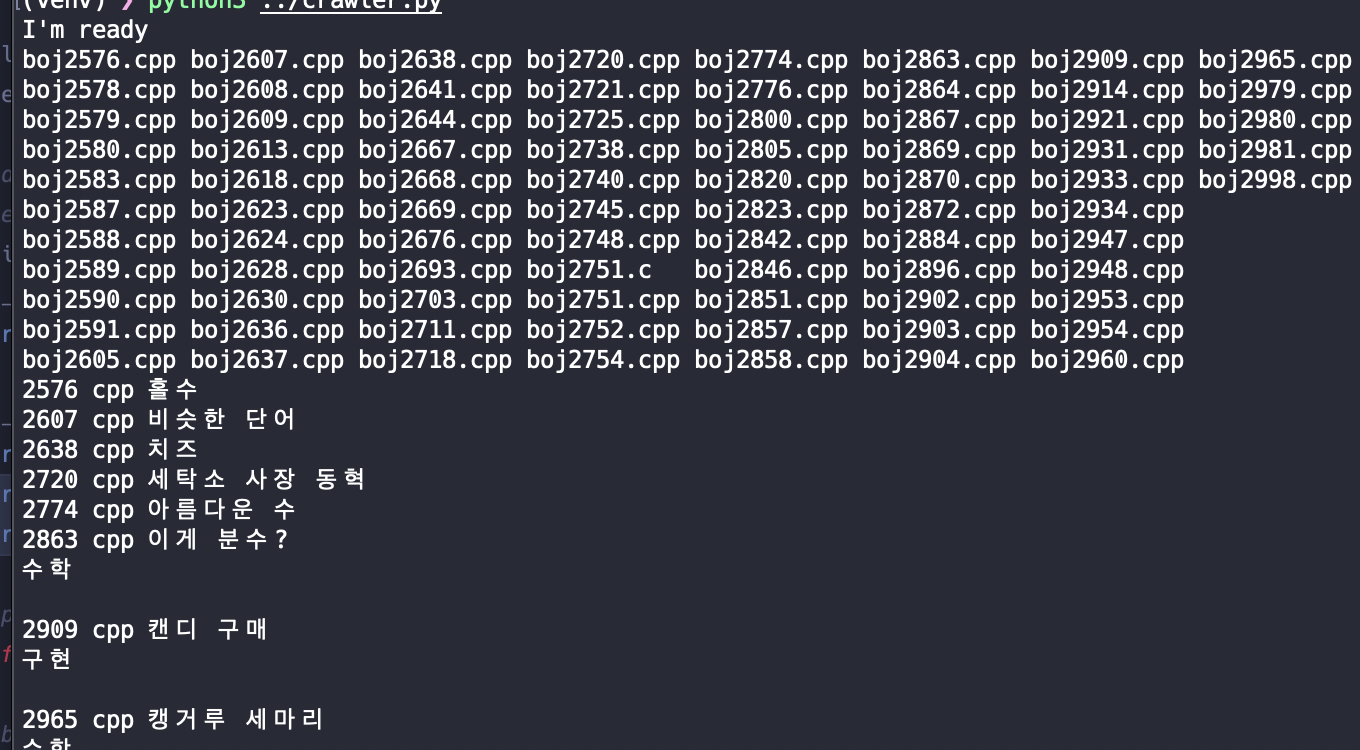 (venv) ❯ python3 ../crawler.py
I'm ready
boj2576.cpp boj2607.cpp boj2638.cpp boj2720.cpp boj2774.cpp boj2863.cpp boj2909.cpp boj2965.cpp
boj2578.cpp boj2608.cpp boj2641.cpp boj2721.cpp boj2776.cpp boj2864.cpp boj2914.cpp boj2979.cpp
boj2579.cpp boj2609.cpp boj2644.cpp boj2725.cpp boj2800.cpp boj2867.cpp boj2921.cpp boj2980.cpp
boj2580.cpp boj2613.cpp boj2667.cpp boj2738.cpp boj2805.cpp boj2869.cpp boj2931.cpp boj2981.cpp
boj2583.cpp boj2618.cpp boj2668.cpp boj2740.cpp boj2820.cpp boj2870.cpp boj2933.cpp boj2998.cpp
boj2587.cpp boj2623.cpp boj2669.cpp boj2745.cpp boj2823.cpp boj2872.cpp boj2934.cpp
boj2588.cpp boj2624.cpp boj2676.cpp boj2748.cpp boj2842.cpp boj2884.cpp boj2947.cpp
boj2589.cpp boj2628.cpp boj2693.cpp boj2751.c boj2846.cpp boj2896.cpp boj2948.cpp
boj2590.cpp boj2630.cpp boj2703.cpp boj2751.cpp boj2851.cpp boj2902.cpp boj2953.cpp
boj2591.cpp boj2636.cpp boj2711.cpp boj2752.cpp boj2857.cpp boj2903.cpp boj2954.cpp
boj2605.cpp boj2637.cpp boj2718.cpp boj2754.cpp boj2858.cpp boj2904.cpp boj2960.cpp
2576 cpp 홀수
2607 cpp 비슷한 단어
2638 cpp 치즈
2720 cpp 세탁소 사장 동혁
2774 cpp 아름다운 수
2863 cpp 이게 분수?
수학
2909 cpp 캔디 구매
구현
2965 cpp 캥거루 세마리
수학